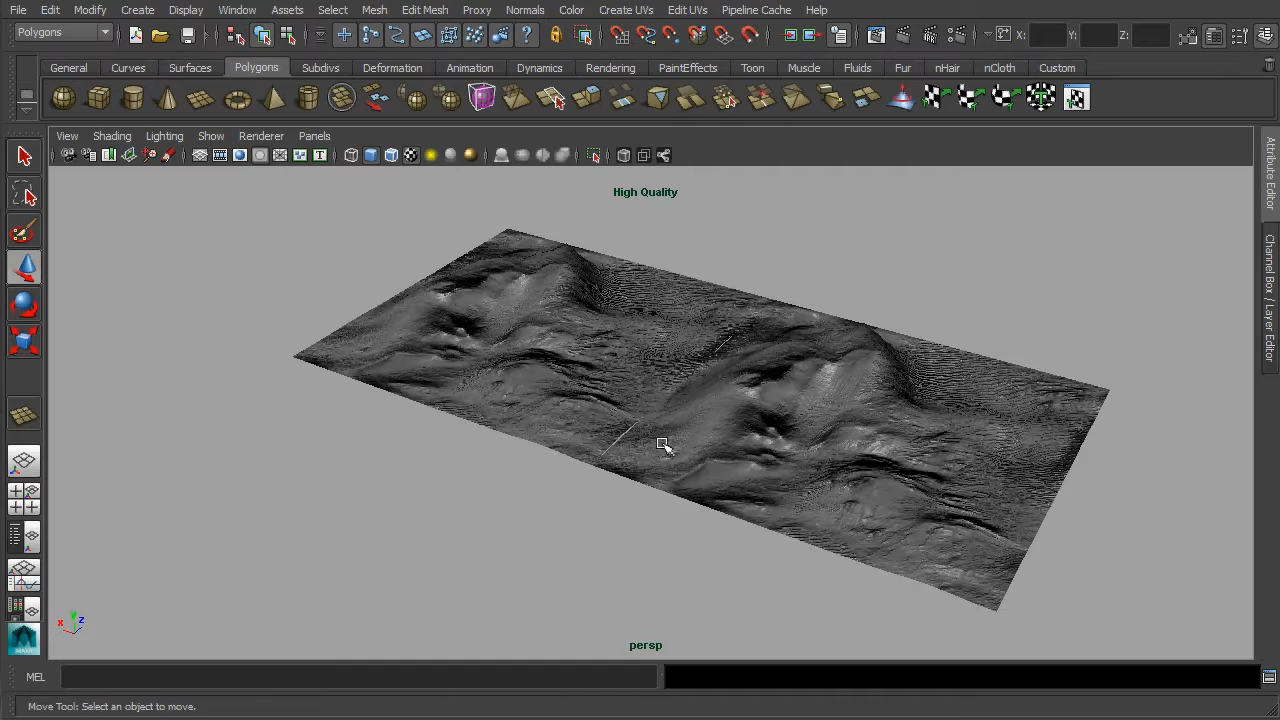 File Edit Modify Create Display Window Assets Select Mesh Edit Mesh Proxy Normals Color Create UVs Edit UVs Pipeline Cache Help
Polygons X: Y: Z:
General Curves Surfaces Polygons Subdivs Deformation Animation Dynamics Rendering PaintEffects Toon Muscle Fluids Fur nHair nCloth Custom
View Shading Lighting Show Renderer Panels
High Quality
Attribute Editor
Channel Box / Layer Editor
x y z
persp
MEL
Move Tool: Select an object to move.